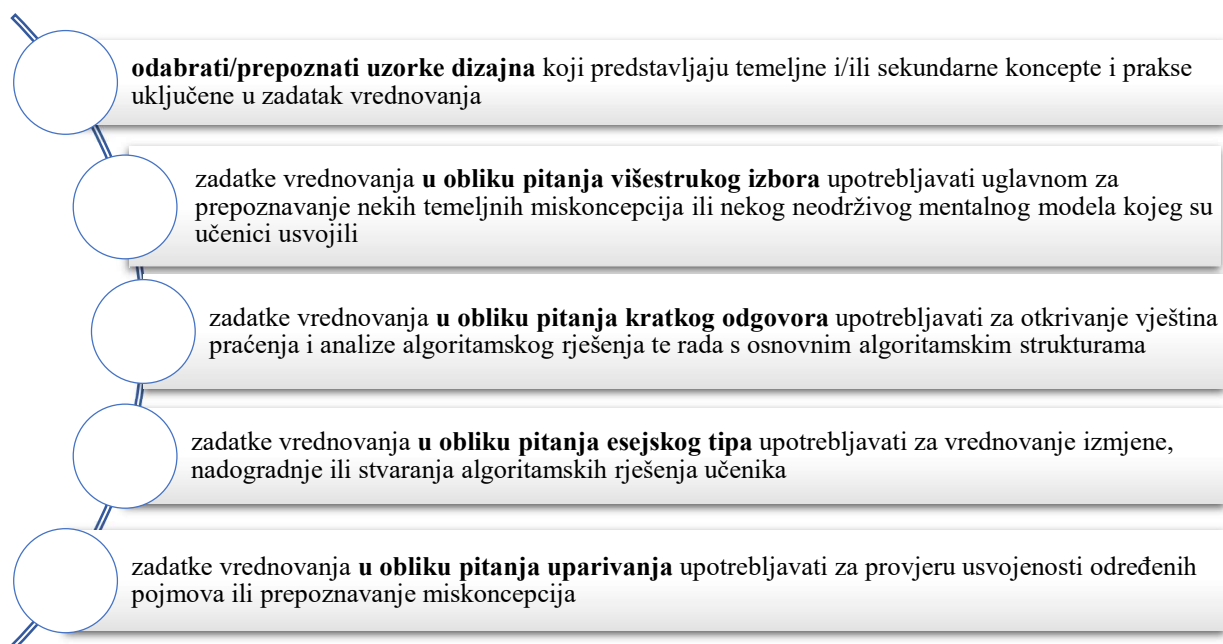 odabrati/prepoznati uzorke dizajna koji predstavljaju temeljne i/ili sekundarne koncepte i prakse
uključene u zadatak vrednovanja
zadatke vrednovanja u obliku pitanja višestrukog izbora upotrebljavati uglavnom za
prepoznavanje nekih temeljnih miskoncepcija ili nekog neodrživog mentalnog modela kojeg su
učenici usvojili
zadatke vrednovanja u obliku pitanja kratkog odgovora upotrebljavati za otkrivanje vještina
praćenja i analize algoritamskog rješenja te rada s osnovnim algoritamskim strukturama
zadatke vrednovanja u obliku pitanja esejskog tipa upotrebljavati za vrednovanje izmjene,
nadogradnje ili stvaranja algoritamskih rješenja učenika
zadatke vrednovanja u obliku pitanja uparivanja upotrebljavati za provjeru usvojenosti određenih
pojmova ili prepoznavanje miskoncepcija